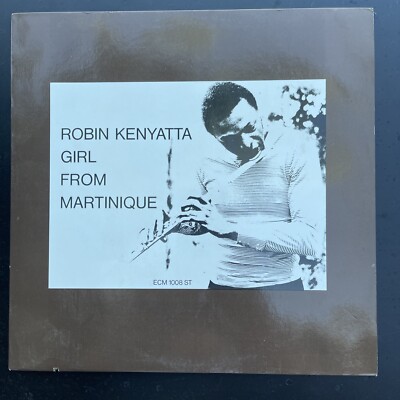 ROBIN KENYATTA
GIRL
FROM
MARTINIQUE
ECM 1008 ST